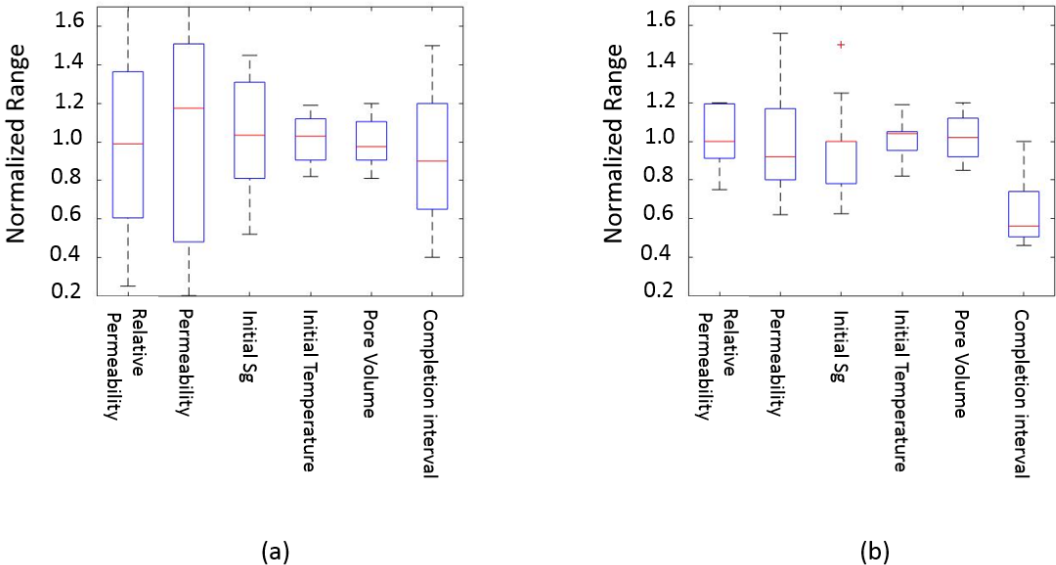 Normalized Range
1.6
1.4
1.2
1.0
0.8
0.6
0.4
0.2
Relative
Permeability
Permeability
Initial Sg
Initial Temperature
Pore Volume
Completion interval
(a)
Normalized Range
1.6
1.4
1.2
1.0
0.8
0.6
0.4
0.2
Relative
Permeability
Permeability
Initial Sg
Initial Temperature
Pore Volume
Completion interval
(b)